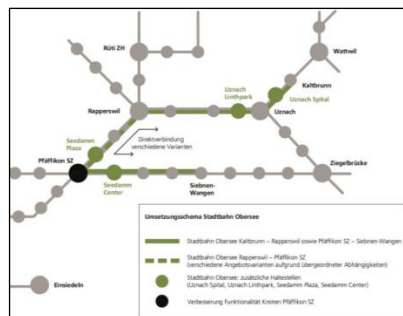 Rüti ZH
Wattwil
Uznach
Linthpark
Kaltbrunn
Uznach Spital
Rapperswil
Uznach
Seedamm
Plaza
Direktverbindung
verschiedene Varianten
Pfäffikon SZ
Ziegelbrücke
Seedamm
Center
Siebnen-
Wangen
Umsetzungsschema Stadtbahn Obersee
Stadtbahn Obersee Kaltbrunn – Rapperswil sowie Pfäffikon SZ – Siebnen-Wangen
Stadtbahn Obersee Rapperswil – Pfäffikon SZ
(verschiedene Angebotsvarianten aufgrund übergeordneter Abhängigkeiten)
Stadtbahn Obersee: zusätzliche Haltestellen
(Uznach Spital, Uznach Linthpark, Seedamm Plaza, Seedamm Center)
Einsiedeln
Verbesserung Funktionalität Knoten Pfäffikon SZ